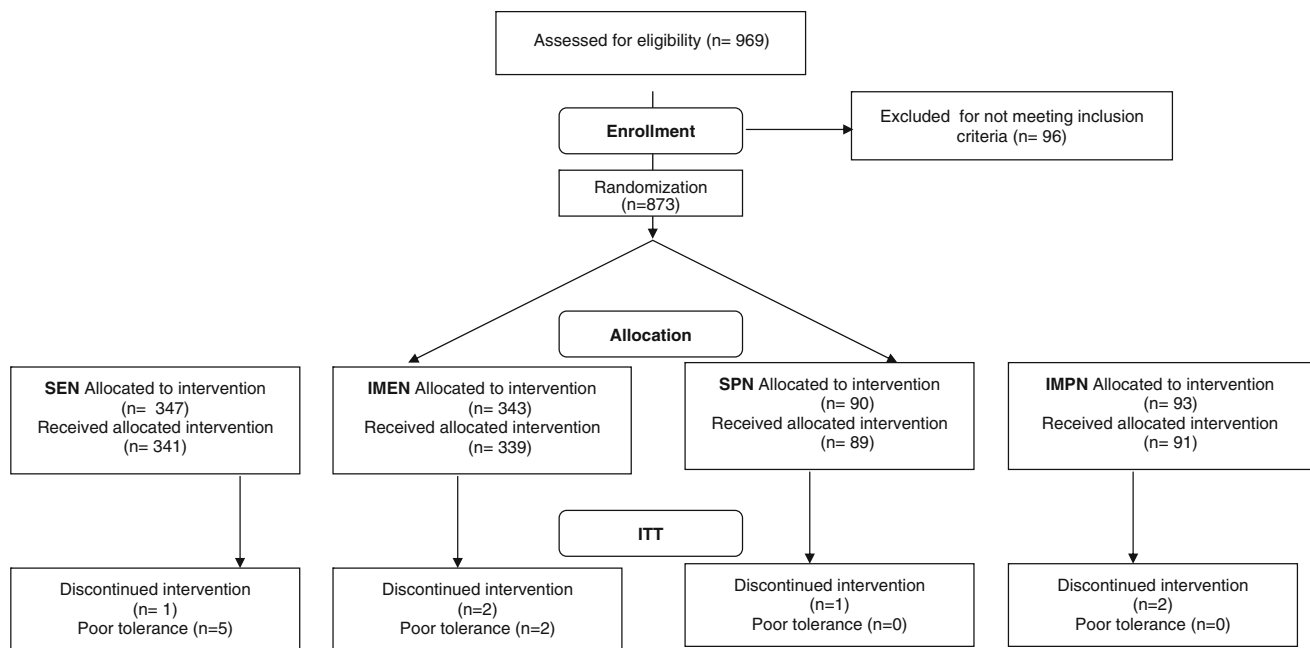 Assessed for eligibility (n= 969)
Enrollment
Excluded for not meeting inclusion
criteria (n= 96)
Randomization
(n=873)
Allocation
SEN Allocated to intervention
(n= 347)
Received allocated intervention
(n= 341)
IMEN Allocated to intervention
(n= 343)
Received allocated intervention
(n= 339)
SPN Allocated to intervention
(n= 90)
Received allocated intervention
(n= 89)
IMPN Allocated to intervention
(n= 93)
Received allocated intervention
(n= 91)
ITT
Discontinued intervention
(n= 1)
Poor tolerance (n=5)
Discontinued intervention
(n=2)
Poor tolerance (n=2)
Discontinued intervention
(n=1)
Poor tolerance (n=0)
Discontinued intervention
(n=2)
Poor tolerance (n=0)